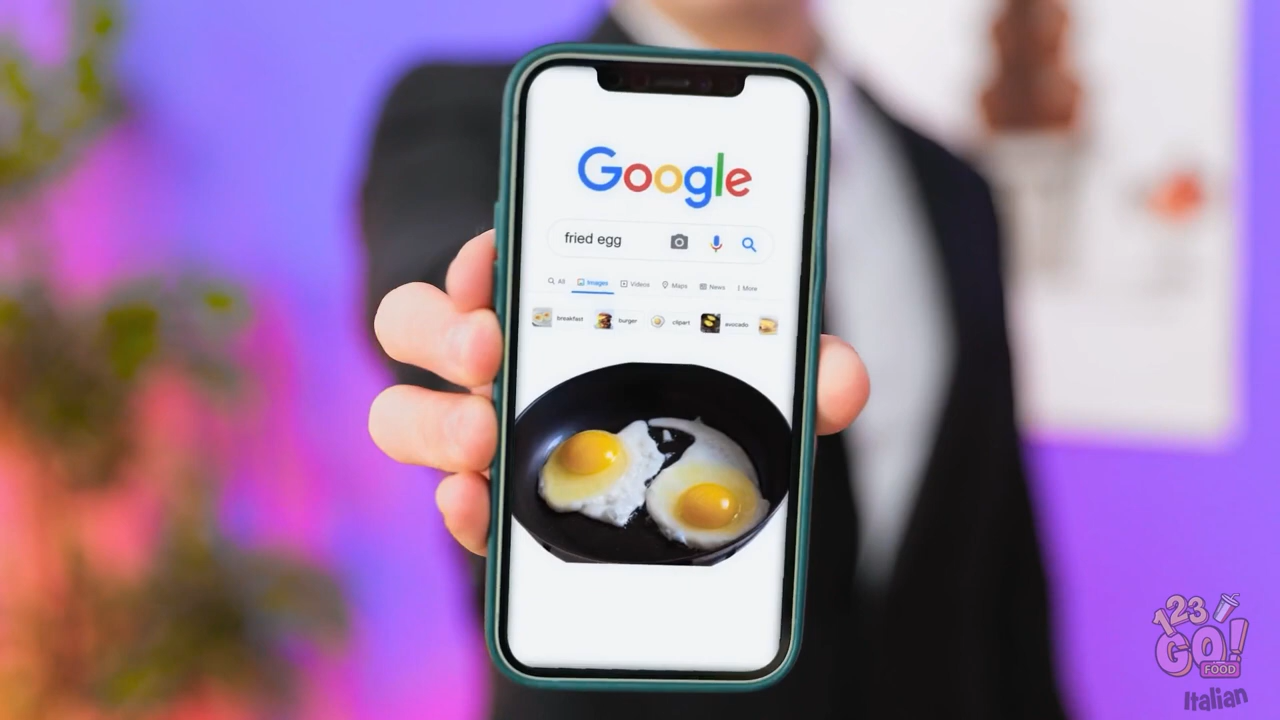 Google
fried egg
All Images Videos Maps News More
breakfast burger clipart avocado
123
GO!
FOOD
Italian